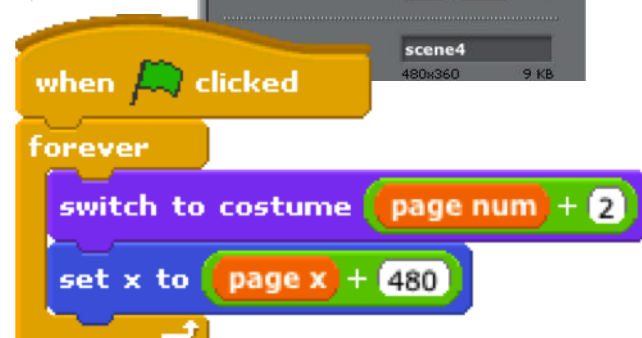 scene4
480x360 9 KB
when clicked
forever
switch to costume page num + 2
set x to page x + 480